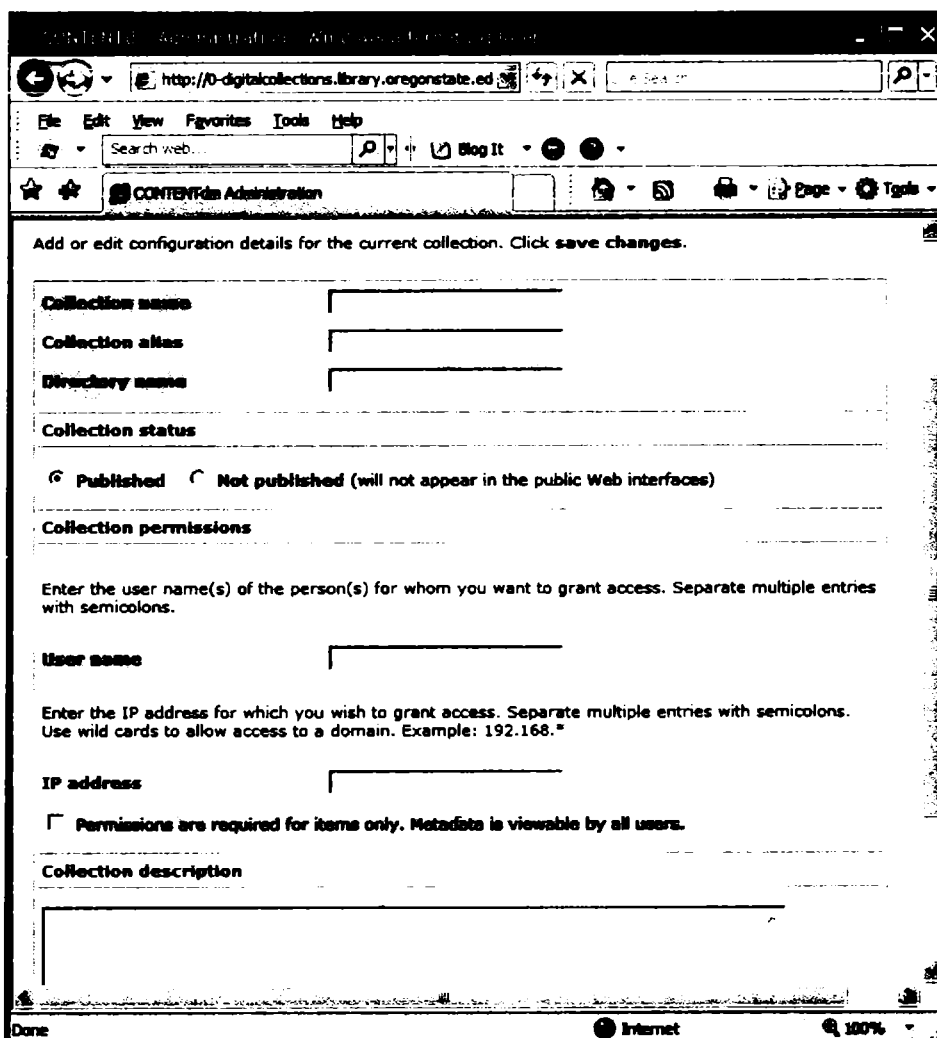 CONTENTdm Administration - Windows Internet Explorer
http://0-digitalcollections.library.oregonstate.ed
Live Search
File Edit View Favorites Tools Help
Search web...
Blog It
CONTENTdm Administration
Page
Tools
Add or edit configuration details for the current collection. Click save changes.
Collection name
Collection alias
Directory name
Collection status
Published Not published (will not appear in the public Web interfaces)
Collection permissions
Enter the user name(s) of the person(s) for whom you want to grant access. Separate multiple entries
with semicolons.
User name
Enter the IP address for which you wish to grant access. Separate multiple entries with semicolons.
Use wild cards to allow access to a domain. Example: 192.168.*
IP address
Permissions are required for items only. Metadata is viewable by all users.
Collection description
Done
Internet
100%